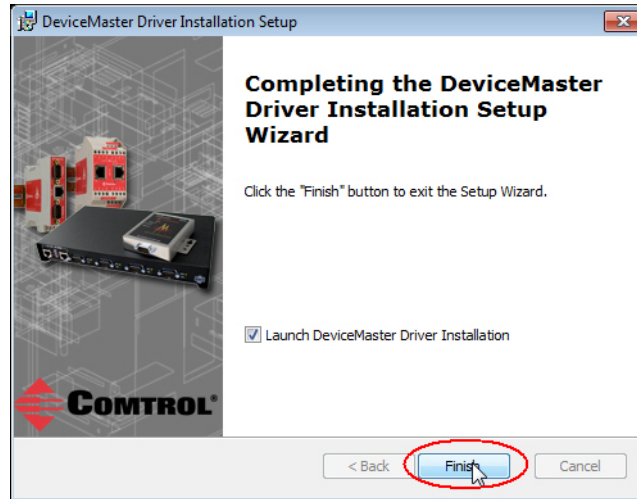 DeviceMaster Driver Installation Setup
Completing the DeviceMaster
Driver Installation Setup
Wizard
Click the "Finish" button to exit the Setup Wizard.
Launch DeviceMaster Driver Installation
COMTROL®
< Back
Finish
Cancel